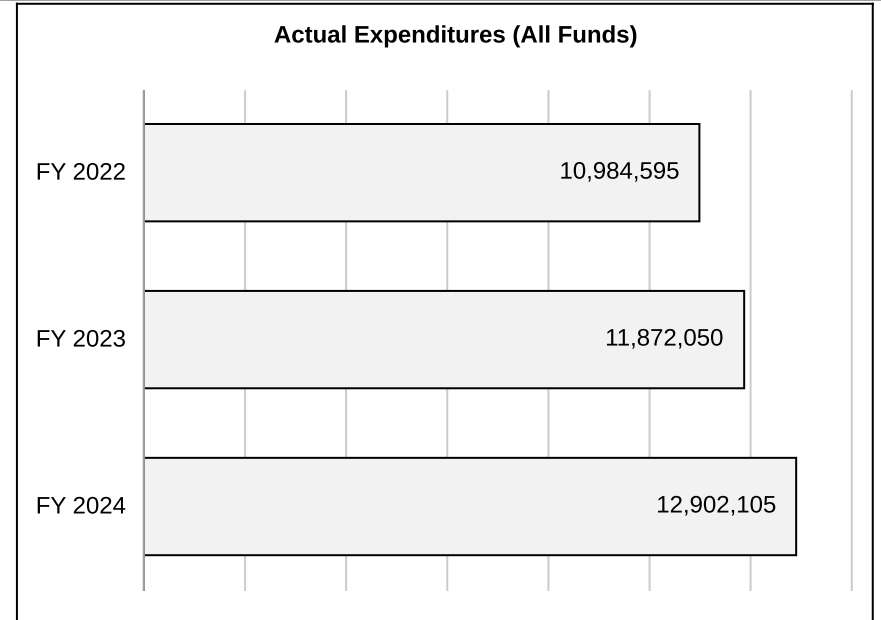 Actual Expenditures (All Funds)
FY 2022 10,984,595
FY 2023 11,872,050
FY 2024 12,902,105